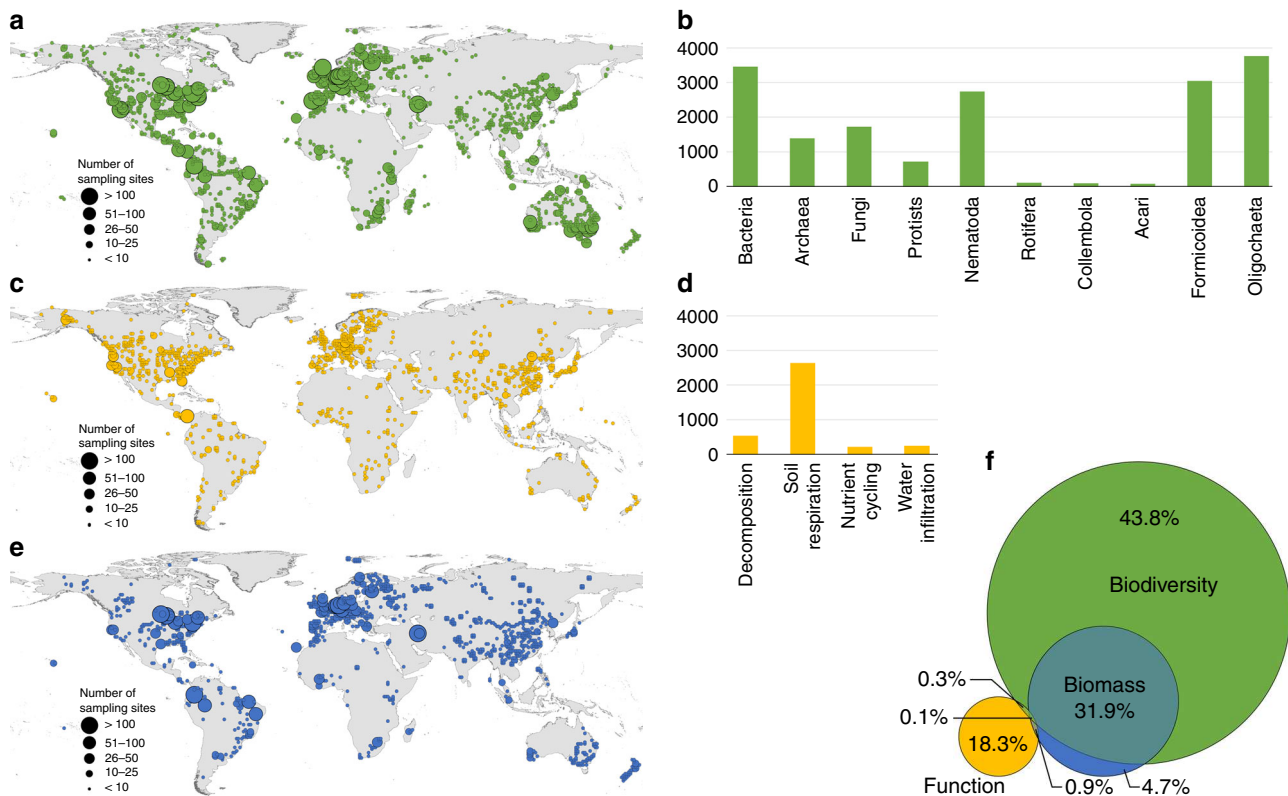 a
Number of
sampling sites
> 100
51–100
26–50
10–25
< 10
b
4000
3000
2000
1000
0
Bacteria
Archaea
Fungi
Protists
Nematoda
Rotifera
Collembola
Acari
Formicoidea
Oligochaeta
c
Number of
sampling sites
> 100
51–100
26–50
10–25
< 10
d
4000
3000
2000
1000
0
Decomposition
Soil
respiration
Nutrient
cycling
Water
infiltration
e
Number of
sampling sites
> 100
51–100
26–50
10–25
< 10
f
43.8%
Biodiversity
Biomass
31.9%
0.3%
0.1%
18.3%
Function
0.9%
4.7%